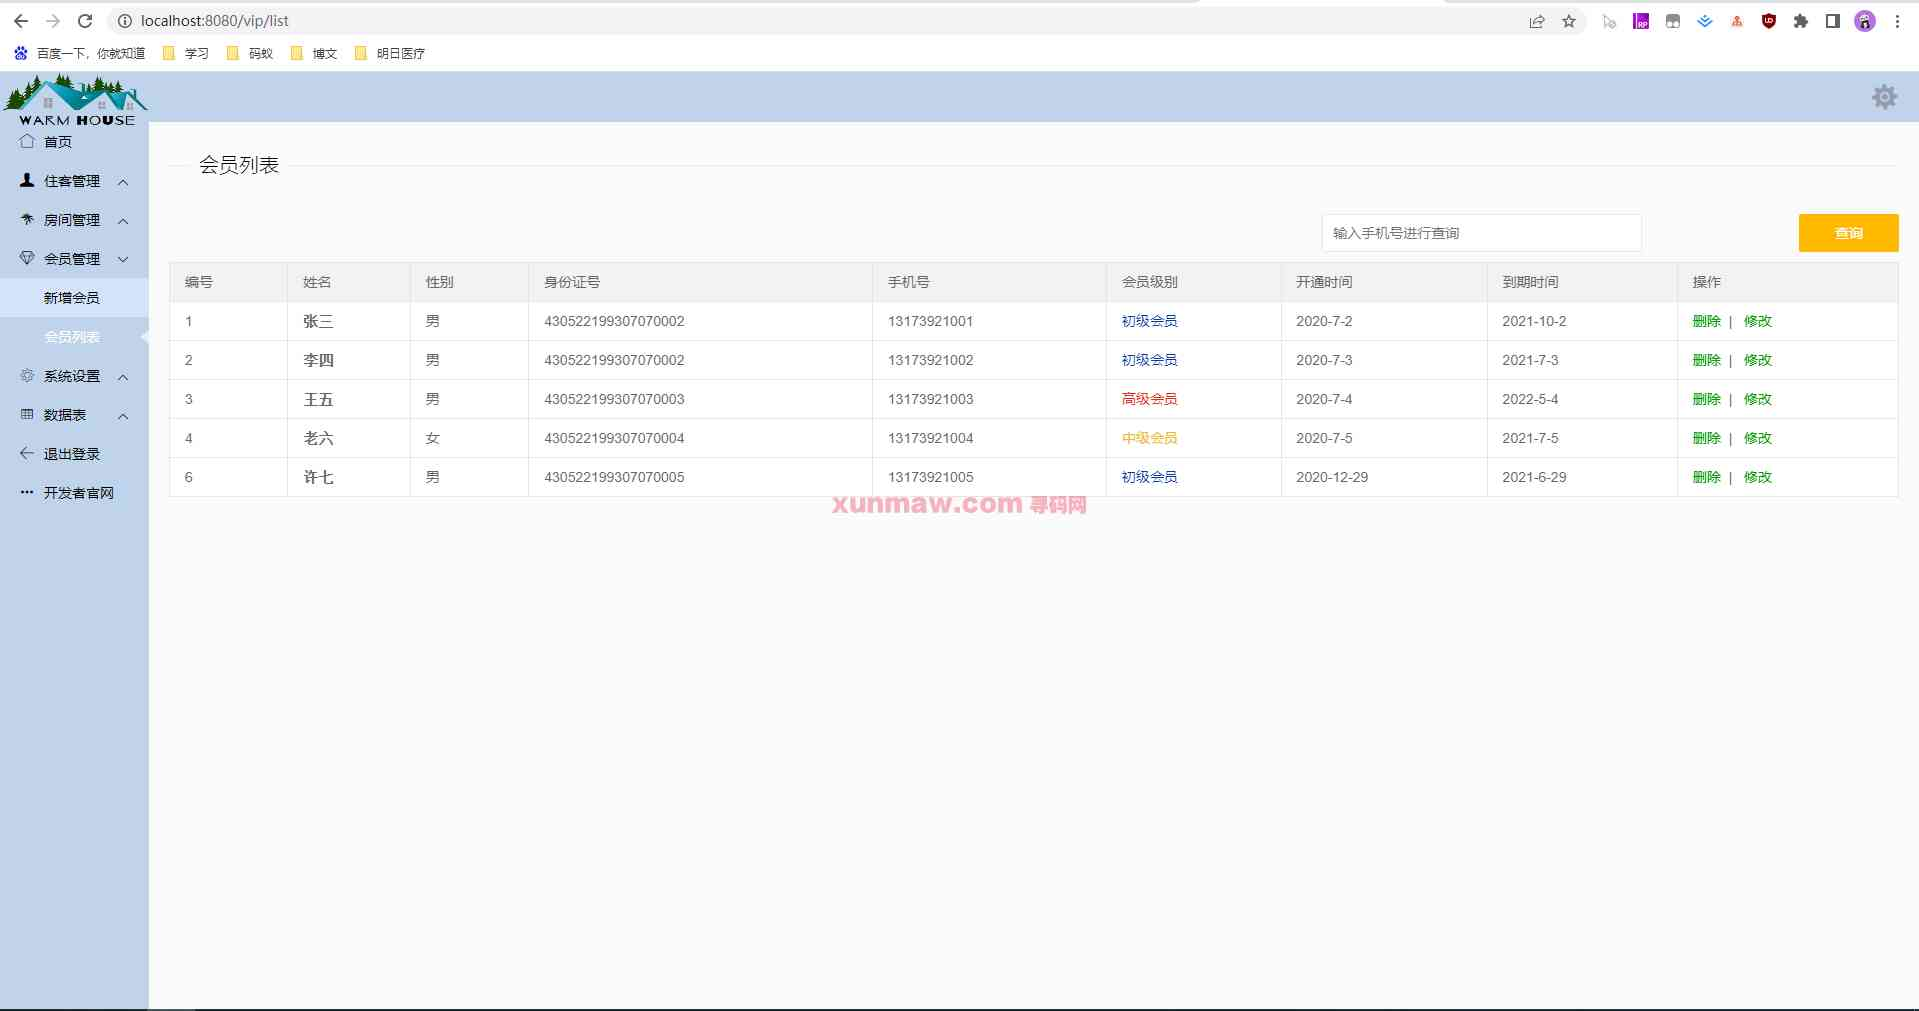 localhost:8080/vip/list
百度一下，你就知道 学习 码蚁 博文 明日医疗
WARM HOUSE
首页
住客管理
房间管理
会员管理
新增会员
会员列表
系统设置
数据表
退出登录
开发者官网
会员列表
输入手机号进行查询 查询
编号 姓名 性别 身份证号 手机号 会员级别 开通时间 到期时间 操作
1 张三 男 430522199307070002 13173921001 初级会员 2020-7-2 2021-10-2 删除 | 修改
2 李四 男 430522199307070002 13173921002 初级会员 2020-7-3 2021-7-3 删除 | 修改
3 王五 男 430522199307070003 13173921003 高级会员 2020-7-4 2022-5-4 删除 | 修改
4 老六 女 430522199307070004 13173921004 中级会员 2020-7-5 2021-7-5 删除 | 修改
6 许七 男 430522199307070005 13173921005 初级会员 2020-12-29 2021-6-29 删除 | 修改
xunmaw.com 寻码网